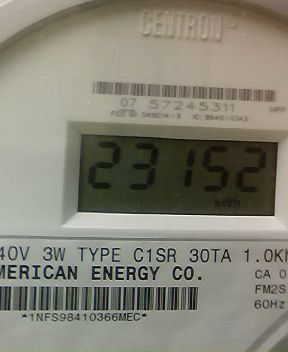 CENTRON
07 57245311
23152
kWh
40V 3W TYPE C1SR 30TA 1.0Kh
MERICAN ENERGY CO.
CA 0
FM2S
60Hz
*1NFS98410366MEC*